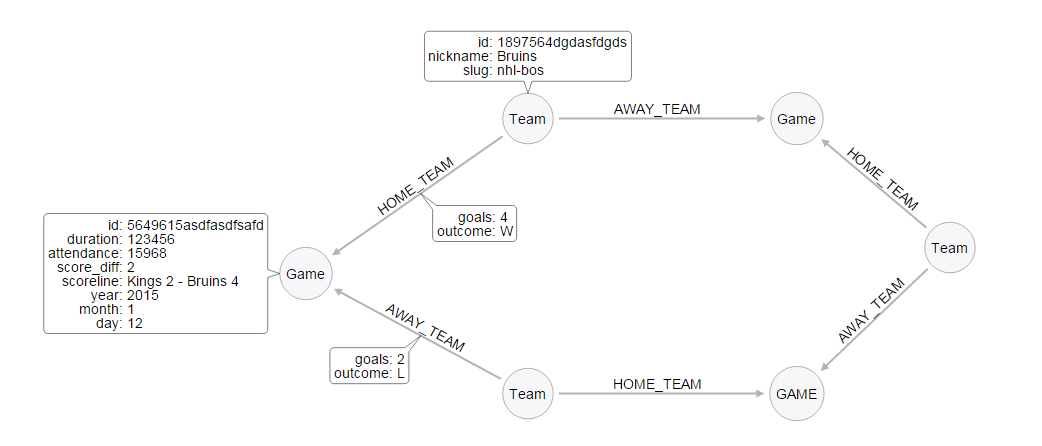 id: 1897564dgdasfdgds
nickname: Bruins
slug: nhl-bos
Team
AWAY_TEAM
Game
HOME_TEAM
HOME_TEAM
goals: 4
outcome: W
id: 5649615asdfasdfsafd
duration: 123456
attendance: 15968
score_diff: 2
scoreline: Kings 2 - Bruins 4
year: 2015
month: 1
day: 12
Game
Team
AWAY_TEAM
AWAY_TEAM
goals: 2
outcome: L
Team
HOME_TEAM
GAME